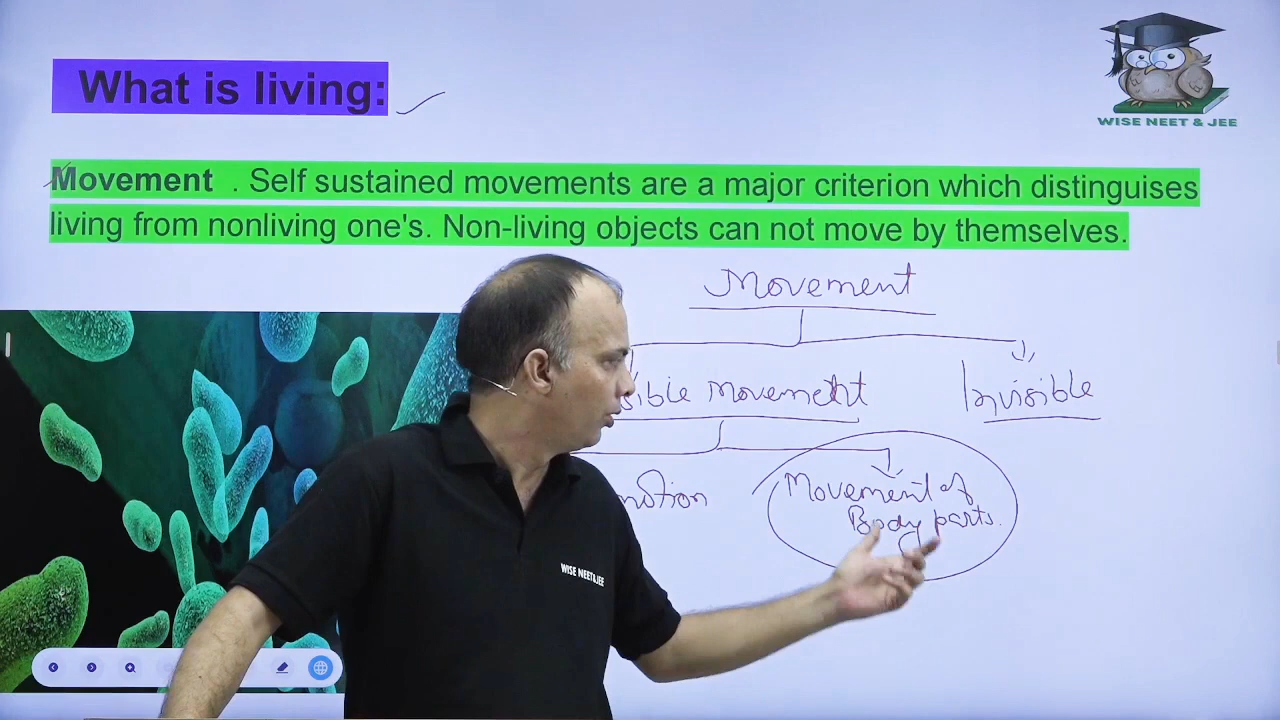 What is living:
WISE NEET & JEE
Movement . Self sustained movements are a major criterion which distinguises
living from nonliving one's. Non-living objects can not move by themselves.
Movement
Movement
Invisible
Movement of
Body parts.
WISE NEET&JEE